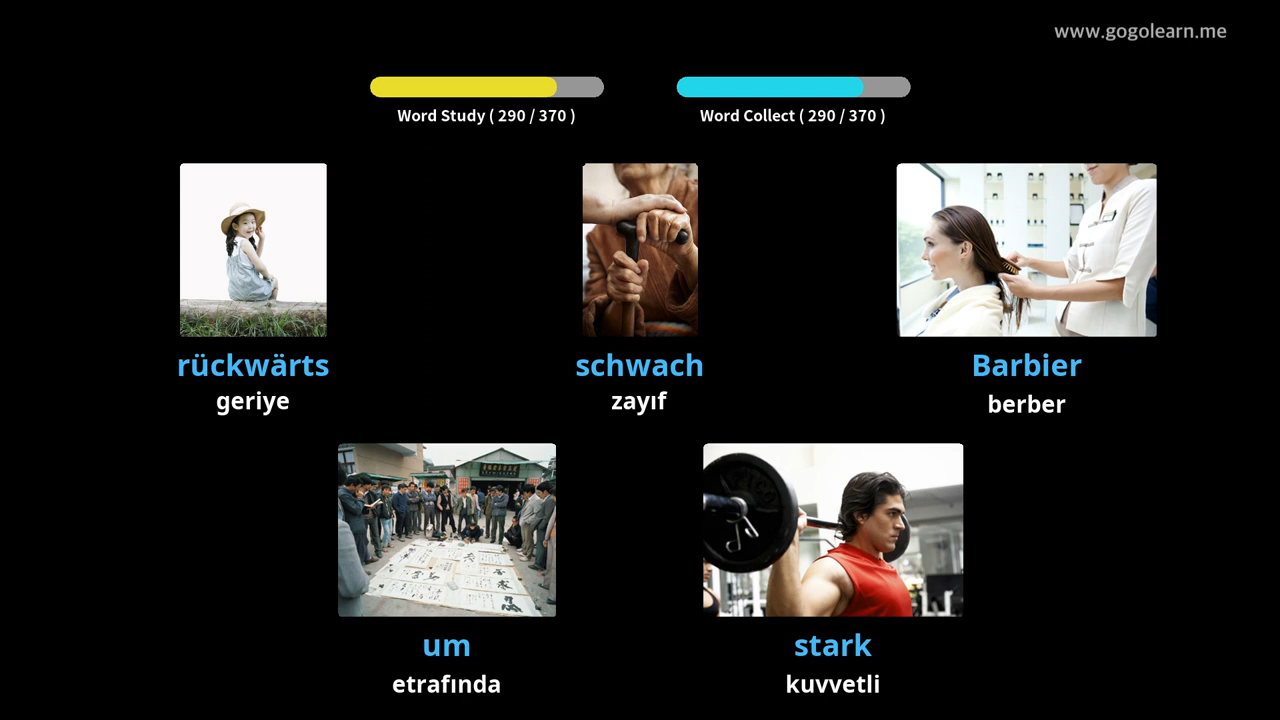 www.gogolearn.me
Word Study ( 290 / 370 )
Word Collect ( 290 / 370 )
rückwärts
geriye
schwach
zayıf
Barbier
berber
um
etrafında
stark
kuvvetli